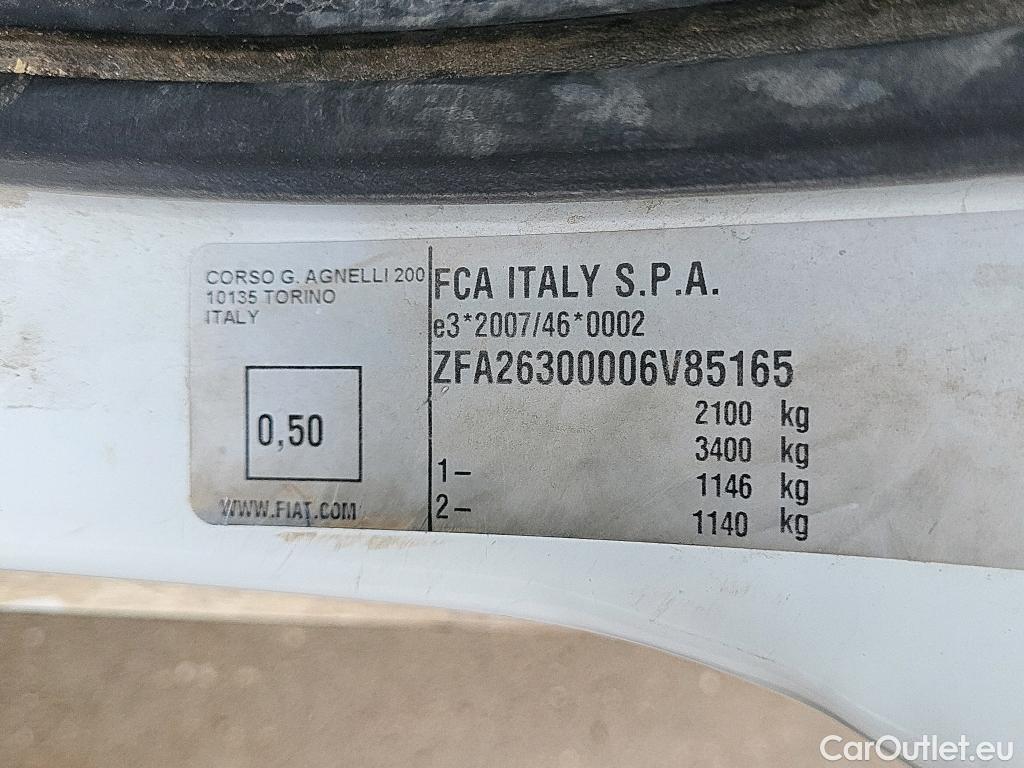 CORSO G. AGNELLI 200
10135 TORINO
ITALY
0,50
WWW.FIAT.COM
FCA ITALY S.P.A.
e3*2007/46*0002
ZFA26300006V85165
2100 kg
3400 kg
1– 1146 kg
2– 1140 kg
CarOutlet.eu